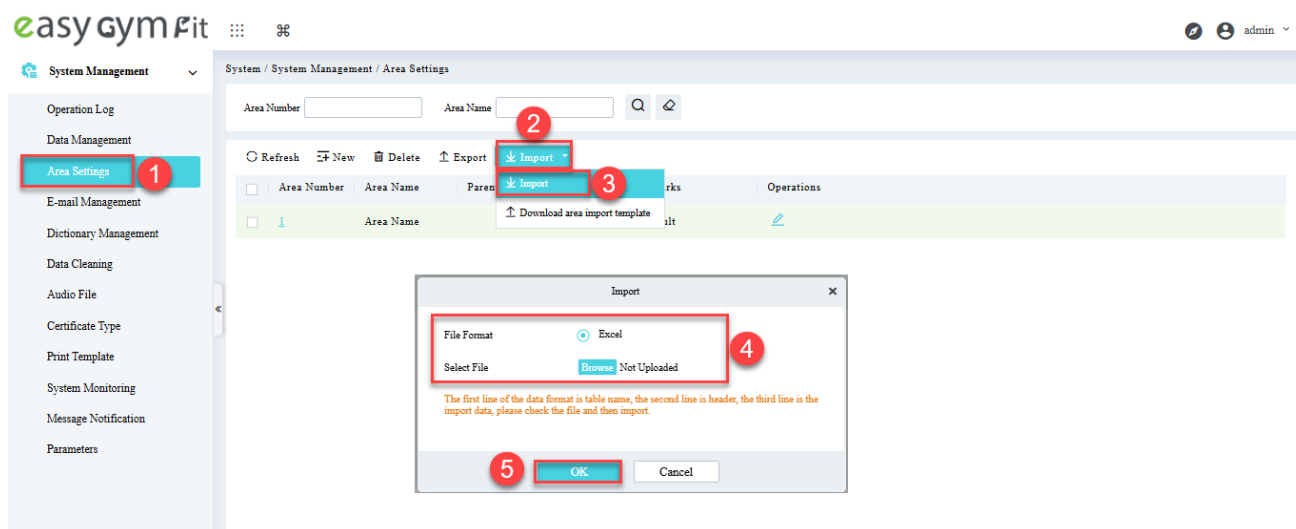 easy Gym Fit
admin
System Management
System / System Management / Area Settings
Operation Log
Data Management
Area Settings
1
E-mail Management
Dictionary Management
Data Cleaning
Audio File
Certificate Type
Print Template
System Monitoring
Message Notification
Parameters
Area Number Area Name
2
Refresh New Delete Export Import
Area Number Area Name Paren rks Operations
Import
3
Download area import template
1 Area Name ult
Import
File Format Excel
4
Select File Browse Not Uploaded
The first line of the data format is table name, the second line is header, the third line is the
import data, please check the file and then import.
5
OK Cancel